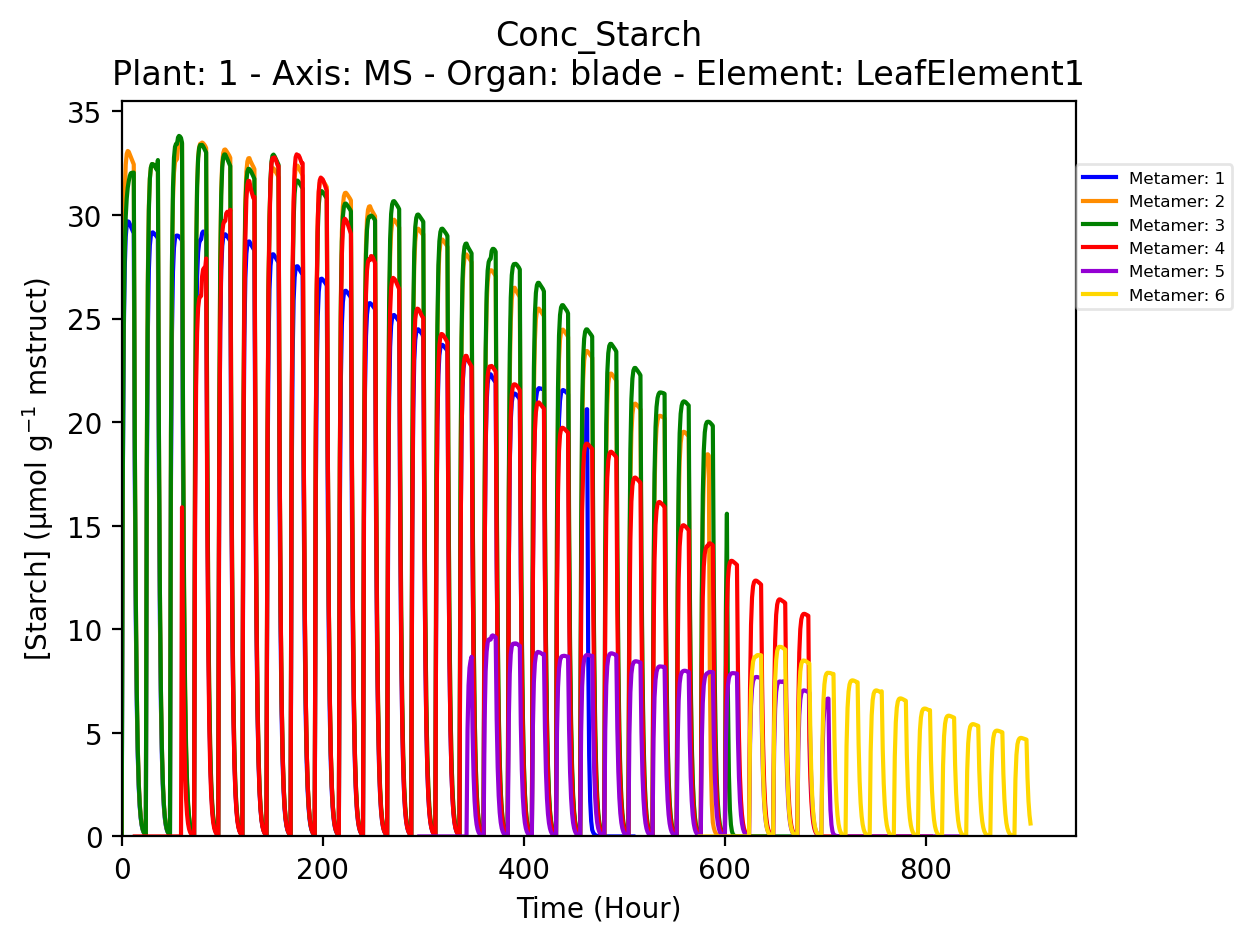 Conc_Starch
Plant: 1 - Axis: MS - Organ: blade - Element: LeafElement1
[Starch] (µmol g⁻¹ mstruct)
35
30
25
20
15
10
5
0
0 200 400 600 800
Time (Hour)
Metamer: 1
Metamer: 2
Metamer: 3
Metamer: 4
Metamer: 5
Metamer: 6